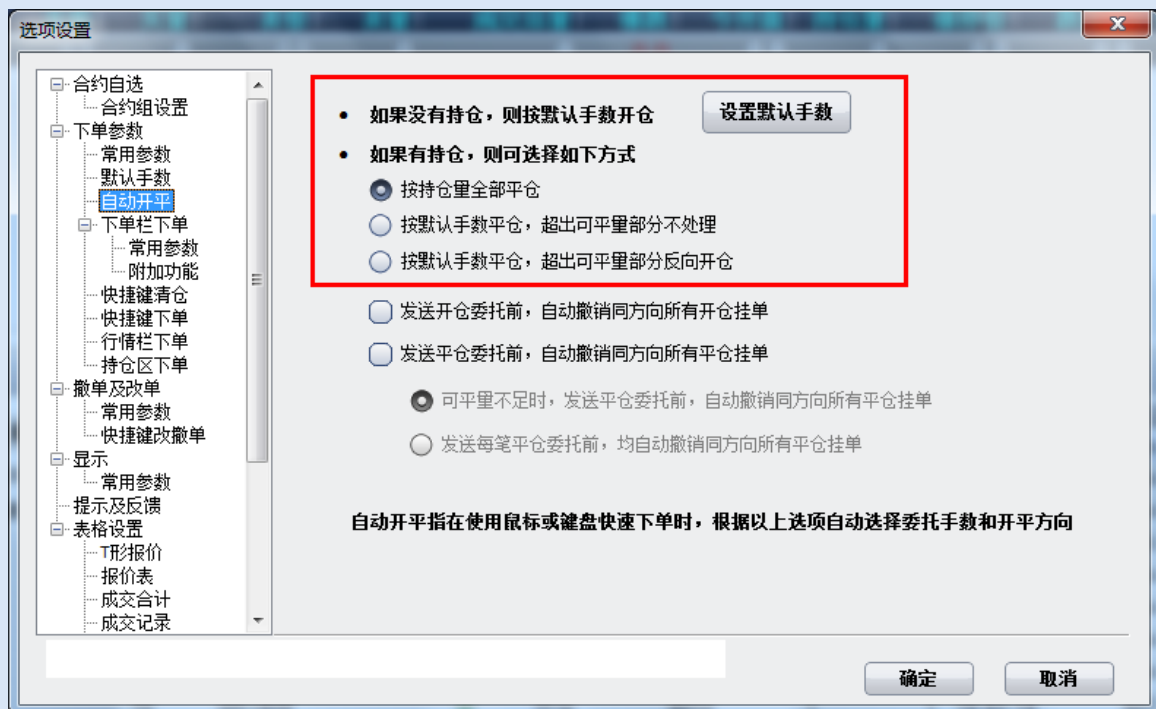 选项设置
合约自选
合约组设置
下单参数
常用参数
默认手数
自动开平
下单栏下单
常用参数
附加功能
快捷键清仓
快捷键下单
行情栏下单
持仓区下单
撤单及改单
常用参数
快捷键改撤单
显示
常用参数
提示及反馈
表格设置
T形报价
报价表
成交合计
成交记录
• 如果没有持仓，则按默认手数开仓
设置默认手数
• 如果有持仓，则可选择如下方式
按持仓量全部平仓
按默认手数平仓，超出可平量部分不处理
按默认手数平仓，超出可平量部分反向开仓
发送开仓委托前，自动撤销同方向所有开仓挂单
发送平仓委托前，自动撤销同方向所有平仓挂单
可平量不足时，发送平仓委托前，自动撤销同方向所有平仓挂单
发送每笔平仓委托前，均自动撤销同方向所有平仓挂单
自动开平指在使用鼠标或键盘快速下单时，根据以上选项自动选择委托手数和开平方向
确定
取消